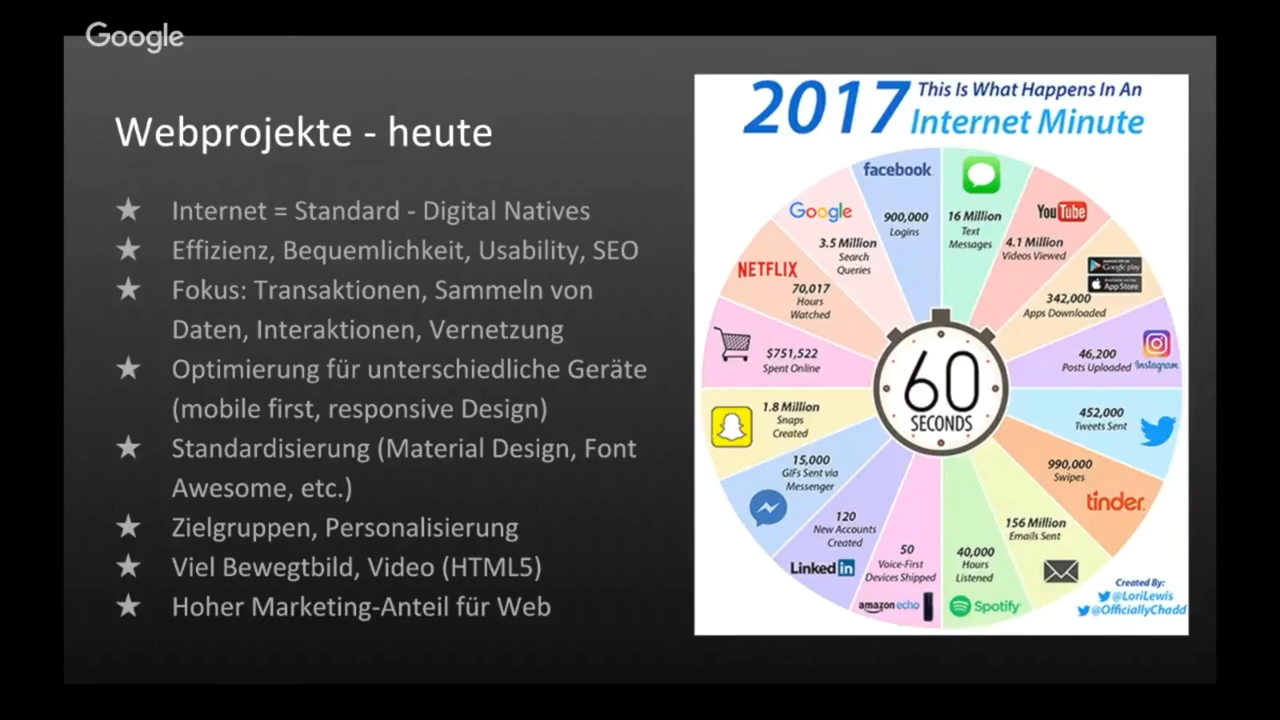 Google
Webprojekte - heute
★ Internet = Standard - Digital Natives
★ Effizienz, Bequemlichkeit, Usability, SEO
★ Fokus: Transaktionen, Sammeln von
Daten, Interaktionen, Vernetzung
★ Optimierung für unterschiedliche Geräte
(mobile first, responsive Design)
★ Standardisierung (Material Design, Font
Awesome, etc.)
★ Zielgruppen, Personalisierung
★ Viel Bewegtbild, Video (HTML5)
★ Hoher Marketing-Anteil für Web
2017 This Is What Happens In An
Internet Minute
facebook
900,000
Logins
16 Million
Text
Messages
YouTube
4.1 Million
Videos Viewed
Google play
App Store
342,000
Apps Downloaded
46,200
Posts Uploaded
Instagram
452,000
Tweets Sent
990,000
Swipes
tinder
156 Million
Emails Sent
40,000
Hours
Listened
Spotify
50
Voice-First
Devices Shipped
amazon echo
120
New Accounts
Created
Linked in
15,000
GIFs Sent via
Messenger
1.8 Million
Snaps
Created
$751,522
Spent Online
NETFLIX
70,017
Hours
Watched
Google
3.5 Million
Search
Queries
60
SECONDS
Created By:
@LoriLewis
@OfficiallyChadd